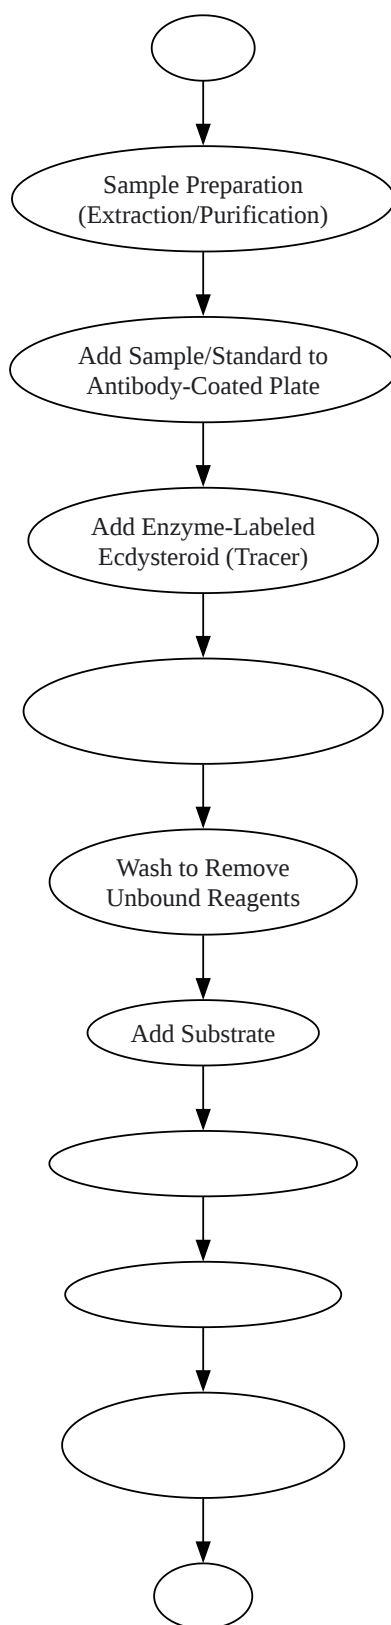 Sample Preparation
(Extraction/Purification)
Add Sample/Standard to
Antibody-Coated Plate
Add Enzyme-Labeled
Ecdysteroid (Tracer)
Wash to Remove
Unbound Reagents
Add Substrate